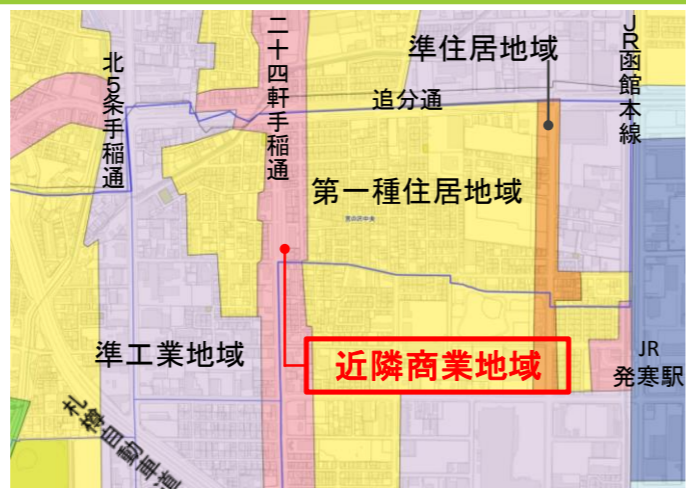 北5条手稲通
二十四軒手稲通
準住居地域
JR函館本線
追分通
第一種住居地域
準工業地域
近隣商業地域
JR
発寒駅
札樽自動車道